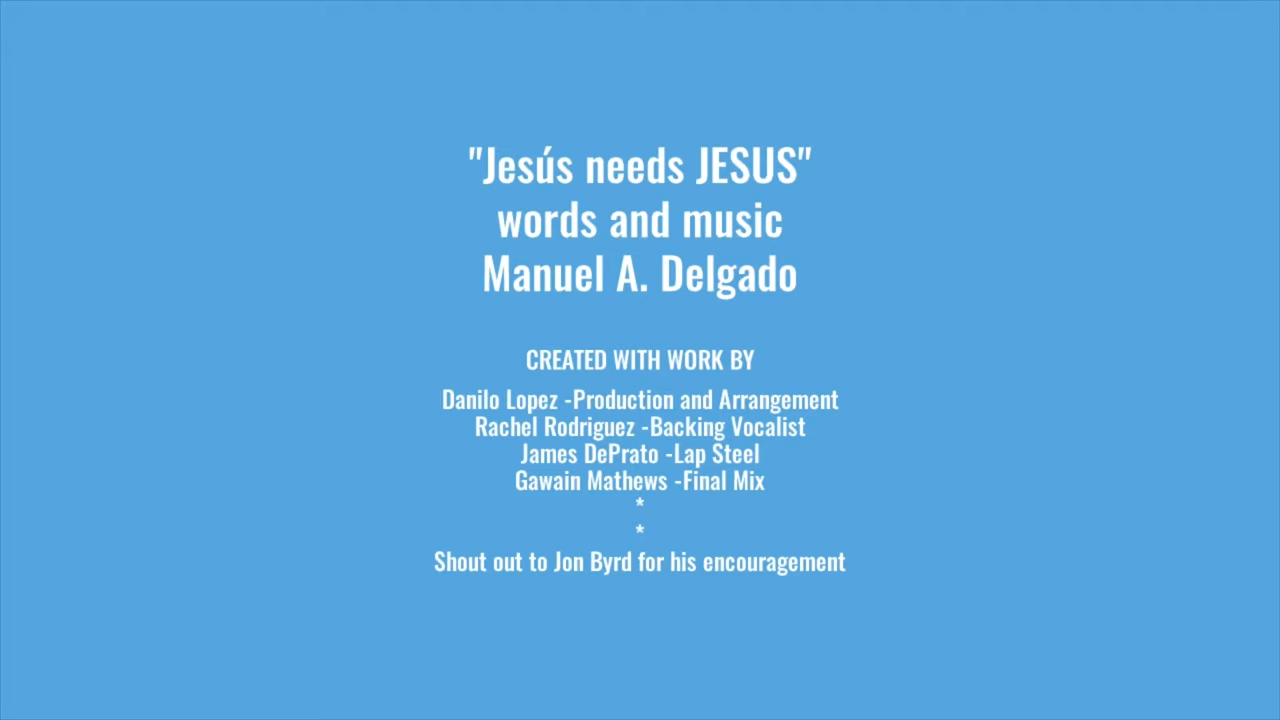 "Jesús needs JESUS"
words and music
Manuel A. Delgado
CREATED WITH WORK BY
Danilo Lopez -Production and Arrangement
Rachel Rodriguez -Backing Vocalist
James DePrato -Lap Steel
Gawain Mathews -Final Mix
*
*
Shout out to Jon Byrd for his encouragement